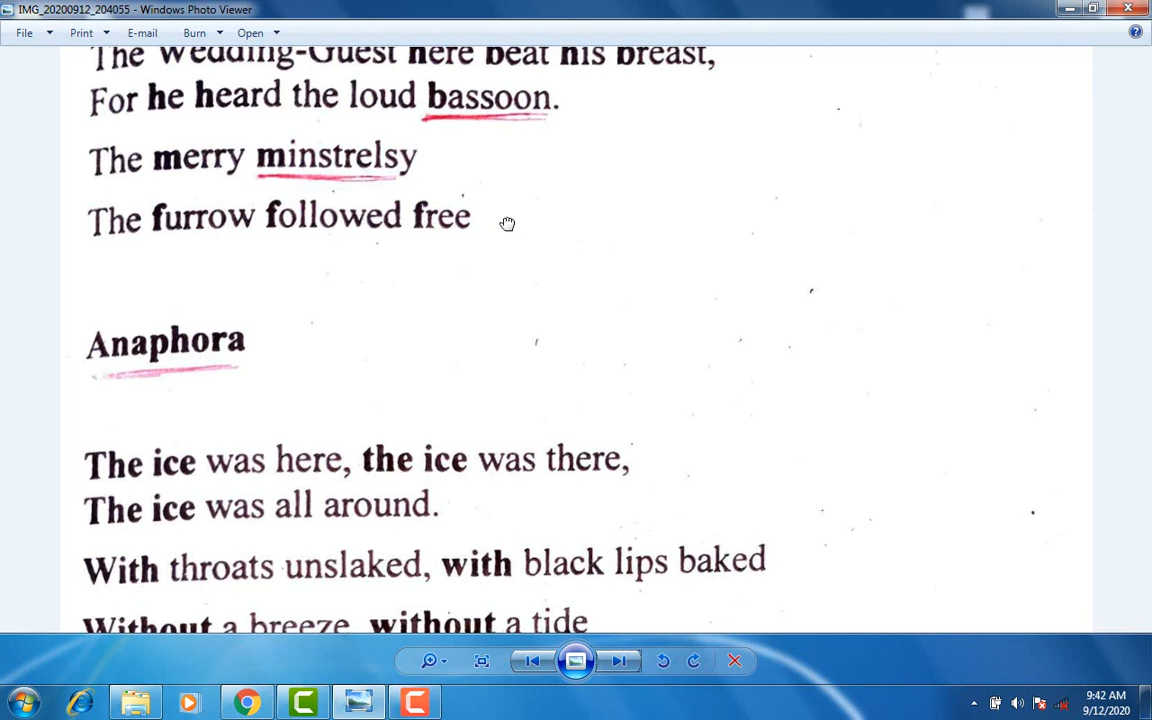 IMG_20200912_204055 - Windows Photo Viewer
File Print E-mail Burn Open
The Wedding-Guest here beat his breast,
For he heard the loud bassoon.
The merry minstrelsy
The furrow followed free
Anaphora
The ice was here, the ice was there,
The ice was all around.
With throats unslaked, with black lips baked
Without a breeze, without a tide
9:42 AM
9/12/2020